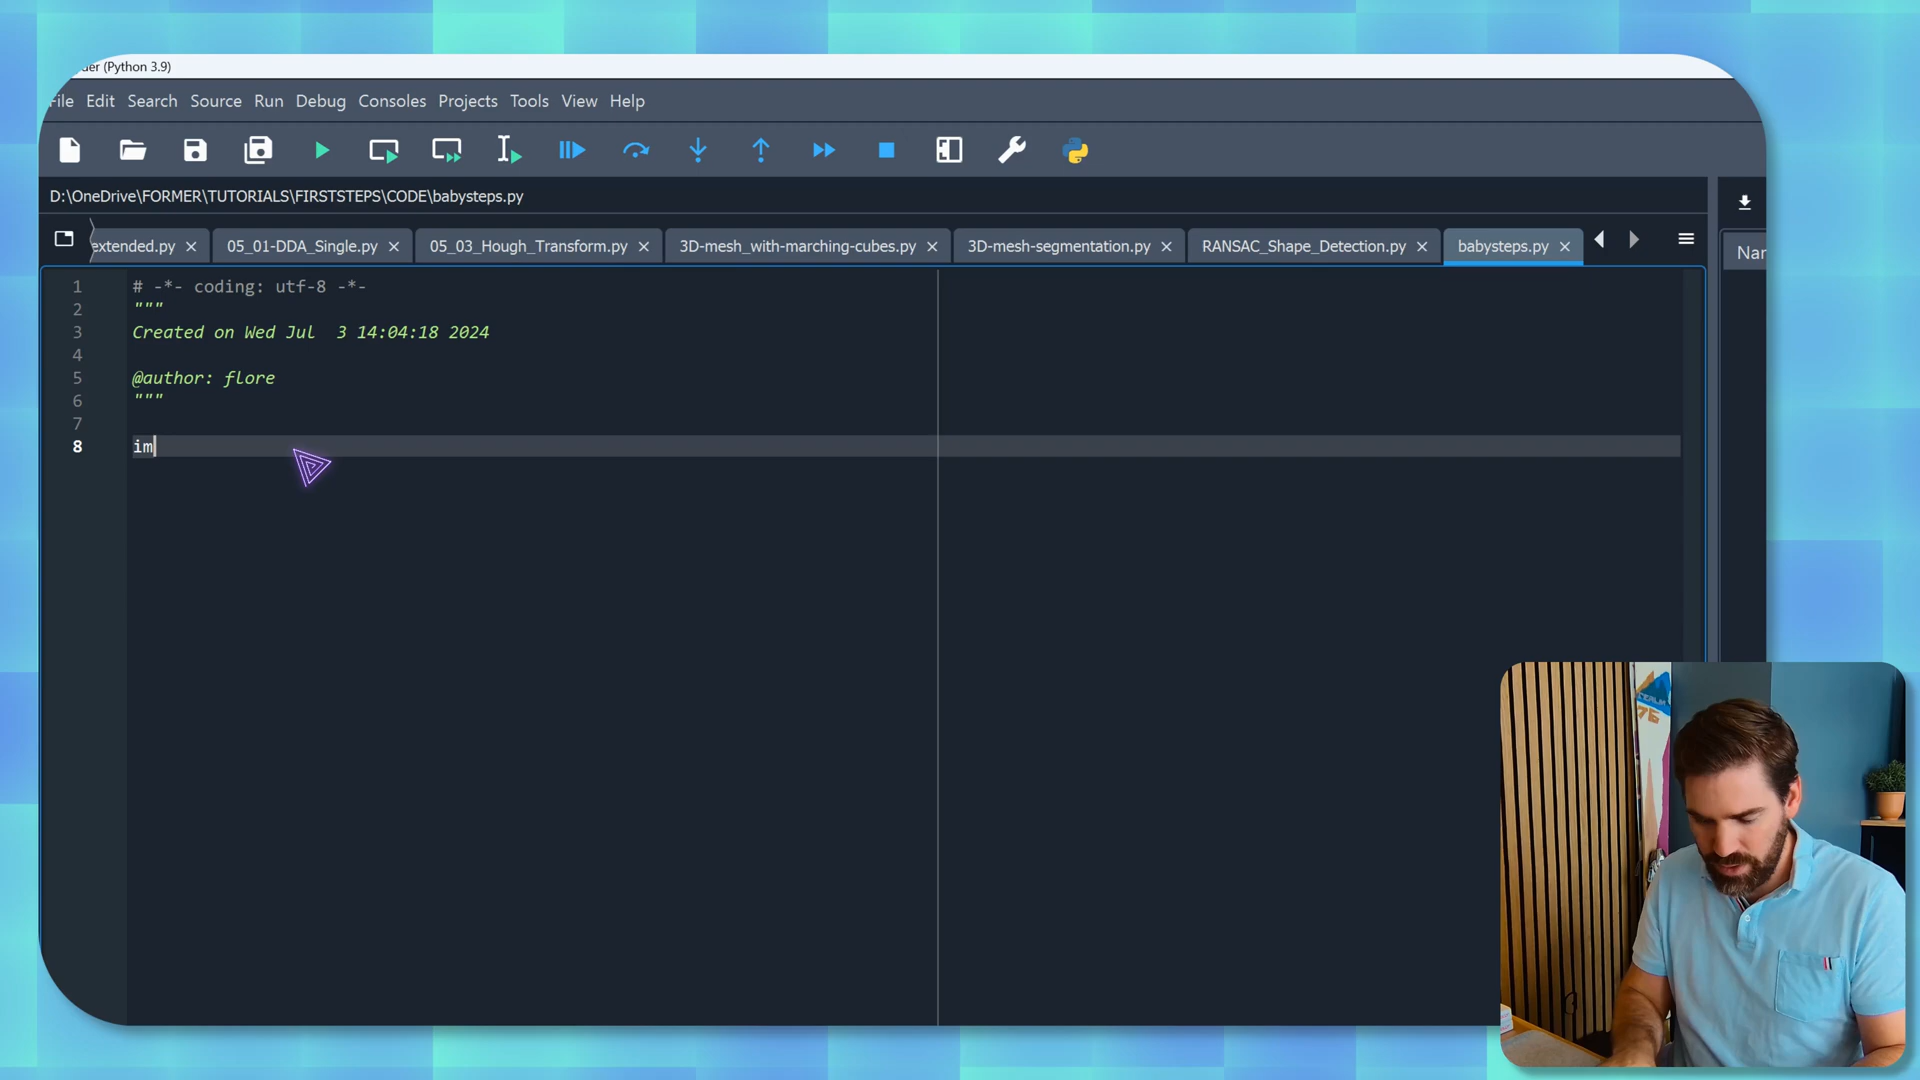 der (Python 3.9)
File Edit Search Source Run Debug Consoles Projects Tools View Help
D:\OneDrive\FORMER\TUTORIALS\FIRSTSTEPS\CODE\babysteps.py
extended.py 05_01-DDA_Single.py 05_03_Hough_Transform.py 3D-mesh_with-marching-cubes.py 3D-mesh-segmentation.py RANSAC_Shape_Detection.py babysteps.py
Nar
1 # -*- coding: utf-8 -*-
2 """
3 Created on Wed Jul  3 14:04:18 2024
4
5 @author: flore
6 """
7
8 im
76